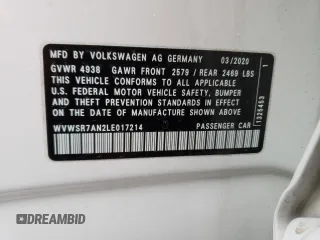 MFD BY VOLKSWAGEN AG GERMANY 03/2020
GVWR 4938 GAWR FRONT 2579 / REAR 2469 LBS
THIS VEHICLE CONFORMS TO ALL APPLICABLE
U.S. FEDERAL MOTOR VEHICLE SAFETY, BUMPER
AND THEFT PREVENTION STANDARDS IN EFFECT
ON THE DATE OF MANUFACTURE SHOWN ABOVE
WVWSR7AN2LE017214 PASSENGER CAR
1325453 1
DREAMBID